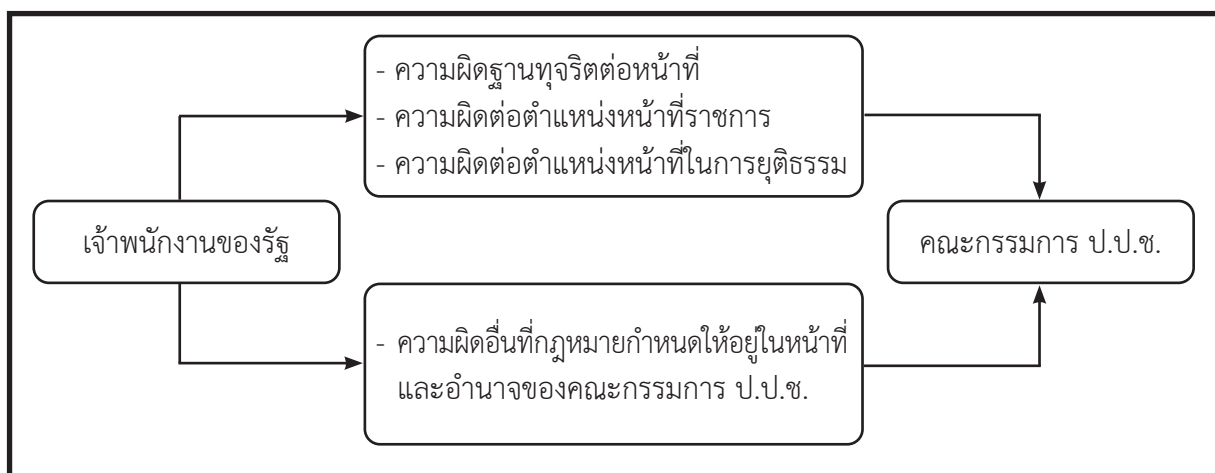 - ความผิดฐานทุจริตต่อหน้าที่
- ความผิดต่อตำแหน่งหน้าที่ราชการ
- ความผิดต่อตำแหน่งหน้าที่ในการยุติธรรม
เจ้าพนักงานของรัฐ
คณะกรรมการ ป.ป.ช.
- ความผิดอื่นที่กฎหมายกำหนดให้อยู่ในหน้าที่
และอำนาจของคณะกรรมการ ป.ป.ช.